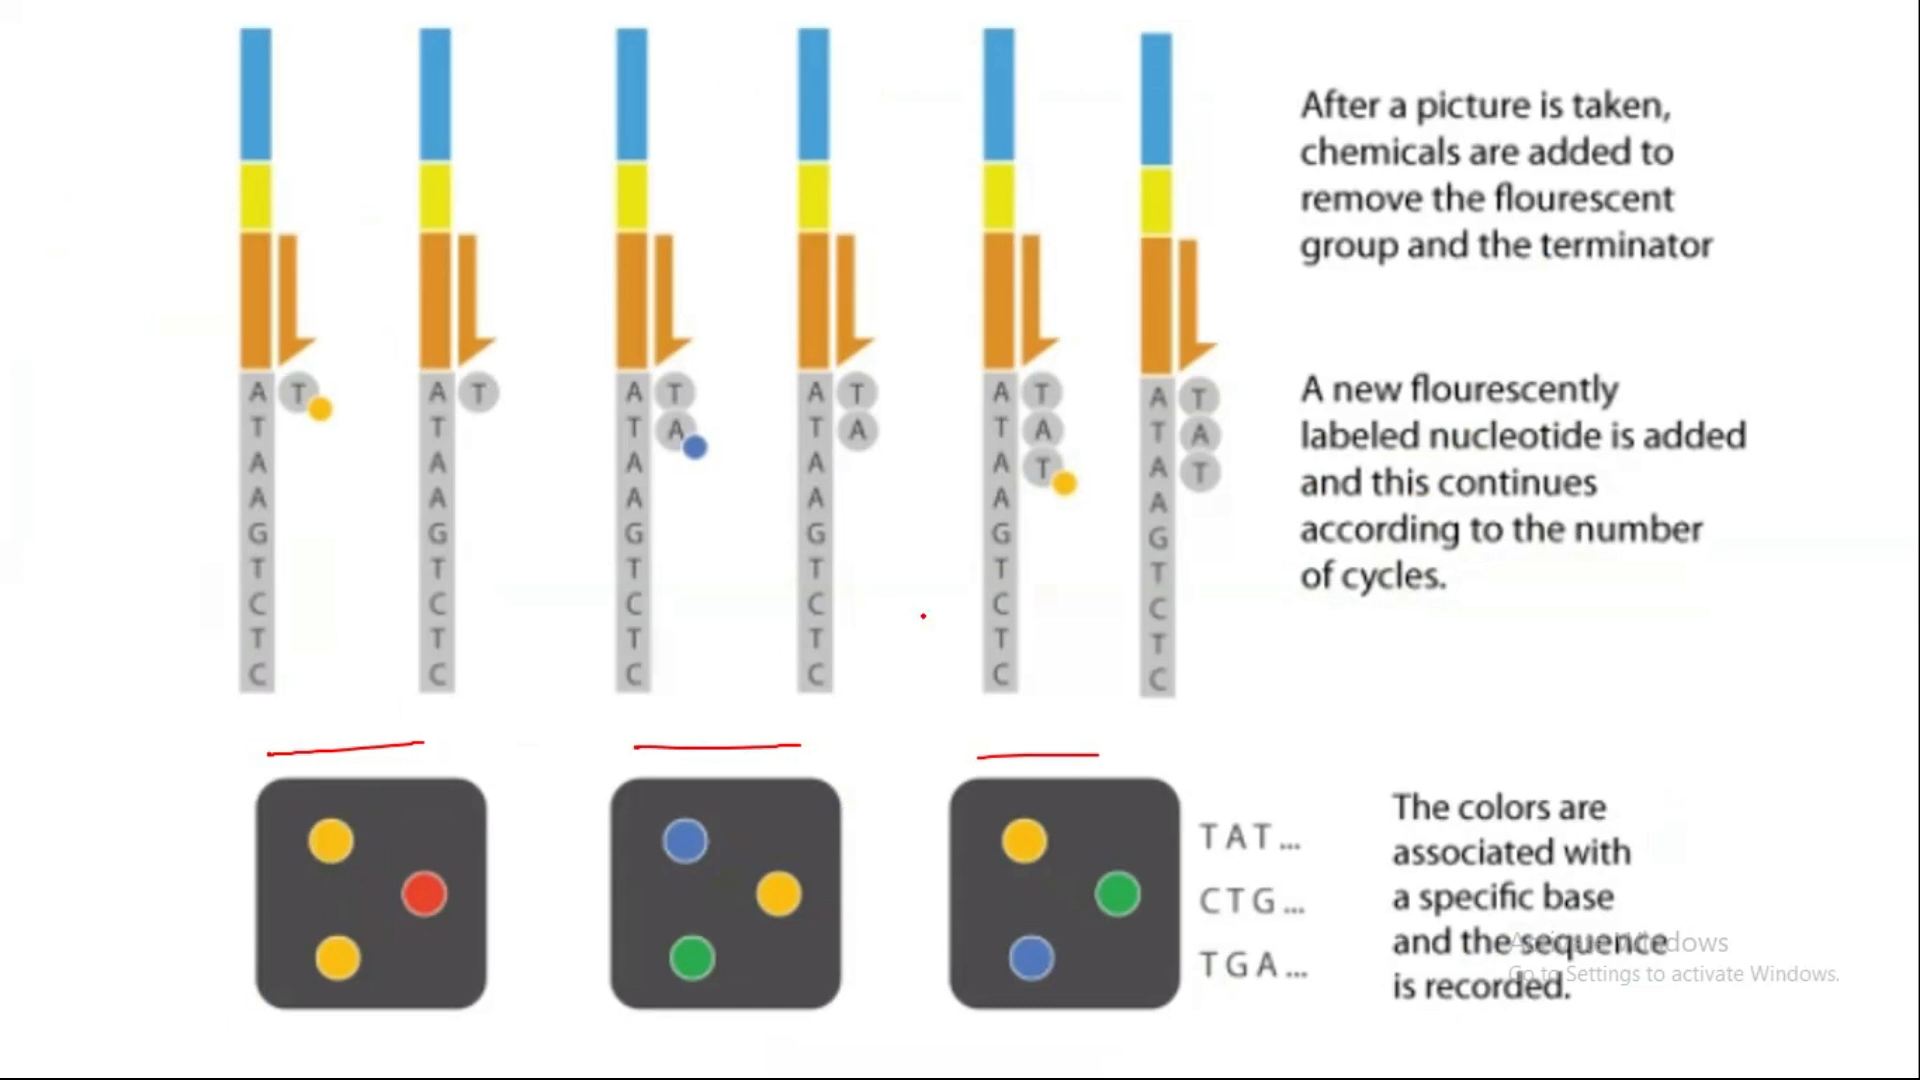 After a picture is taken,
chemicals are added to
remove the flourescent
group and the terminator
A T
T
A
A
G
T
C
T
C
A T
T
A
A
G
T
C
T
C
A T
T A
A
A
G
T
C
T
C
A T
T A
A
A
G
T
C
T
C
A T
T A
A T
A
G
T
C
T
C
A T
T A
A T
A
G
T
C
T
C
A new flourescently
labeled nucleotide is added
and this continues
according to the number
of cycles.
TAT...
CTG...
TGA...
The colors are
associated with
a specific base
and the sequence
is recorded.
Activate Windows
Go to Settings to activate Windows.